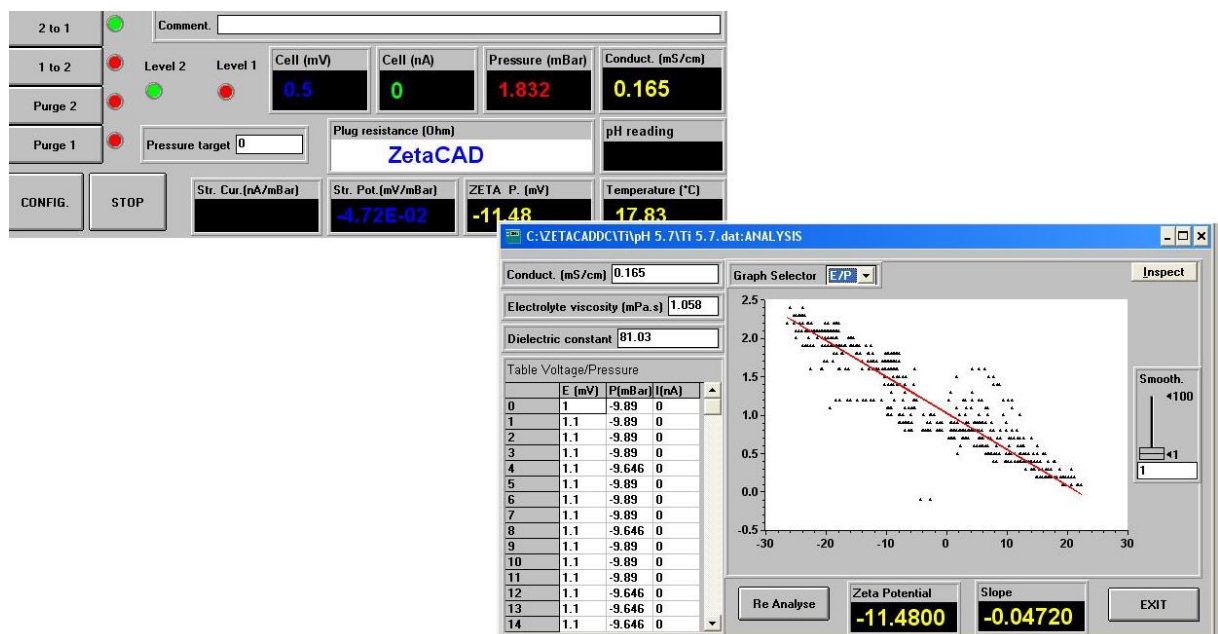 2 to 1
Comment.
1 to 2
Level 2
Level 1
Cell (mV)
Cell (nA)
Pressure (mBar)
Conduct. (mS/cm)
0.5
0
1.832
0.165
Purge 2
Purge 1
Pressure target 0
Plug resistance (Ohm)
ZetaCAD
pH reading
CONFIG.
STOP
Str. Cur.(nA/mBar)
Str. Pot.(mV/mBar)
ZETA P. (mV)
Temperature (°C)
-4.72E-02
-11.48
17.83
C:\ZETACADDC\Ti\pH 5.7\Ti 5.7.dat:ANALYSIS
Conduct. (mS/cm) 0.165
Graph Selector E/P
Inspect
Electrolyte viscosity (mPa.s) 1.058
Dielectric constant 81.03
Table Voltage/Pressure
E (mV) P(mBar) I(nA)
0 1 -9.89 0
1 1.1 -9.89 0
2 1.1 -9.89 0
3 1.1 -9.89 0
4 1.1 -9.646 0
5 1.1 -9.89 0
6 1.1 -9.89 0
7 1.1 -9.89 0
8 1.1 -9.646 0
9 1.1 -9.89 0
10 1.1 -9.89 0
11 1.1 -9.89 0
12 1.1 -9.646 0
13 1.1 -9.646 0
14 1.1 -9.646 0
2.5
2.0
1.5
1.0
0.5
0.0
-0.5
-30 -20 -10 0 10 20 30
Smooth.
100
1
1
Re Analyse
Zeta Potential
-11.4800
Slope
-0.04720
EXIT